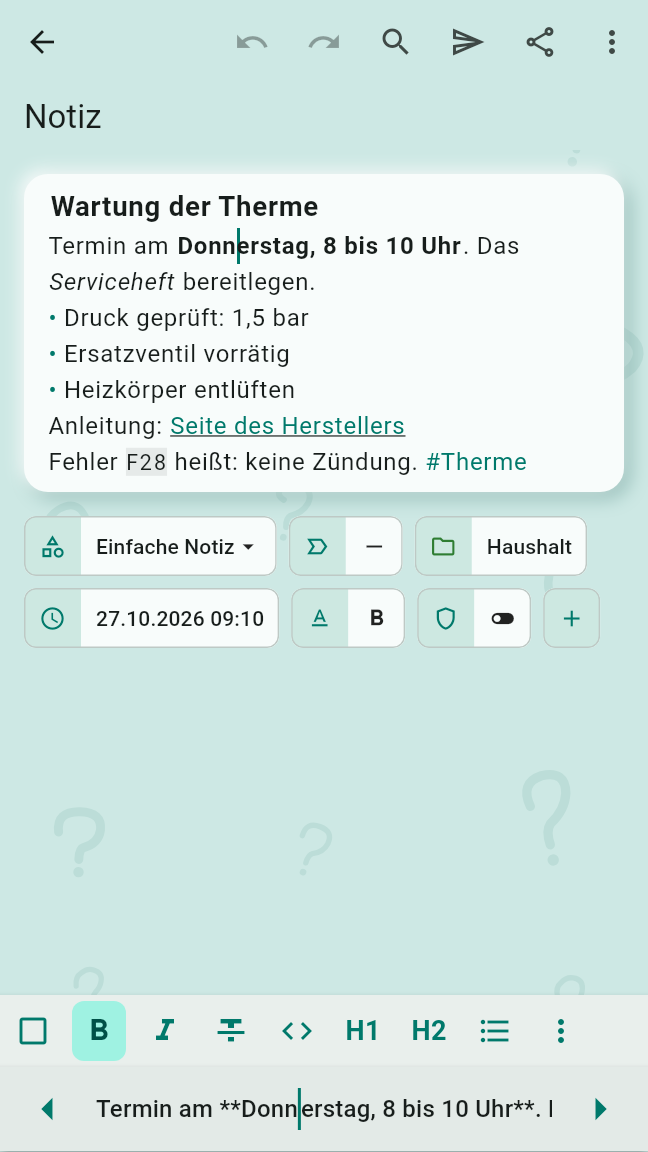 Notiz
Wartung der Therme
Termin am Donnerstag, 8 bis 10 Uhr. Das
Serviceheft bereitlegen.
• Druck geprüft: 1,5 bar
• Ersatzventil vorrätig
• Heizkörper entlüften
Anleitung: Seite des Herstellers
Fehler F28 heißt: keine Zündung. #Therme
Einfache Notiz
—
Haushalt
27.10.2026 09:10
A
B
B I T <> H1 H2
Termin am **Donnerstag, 8 bis 10 Uhr**.